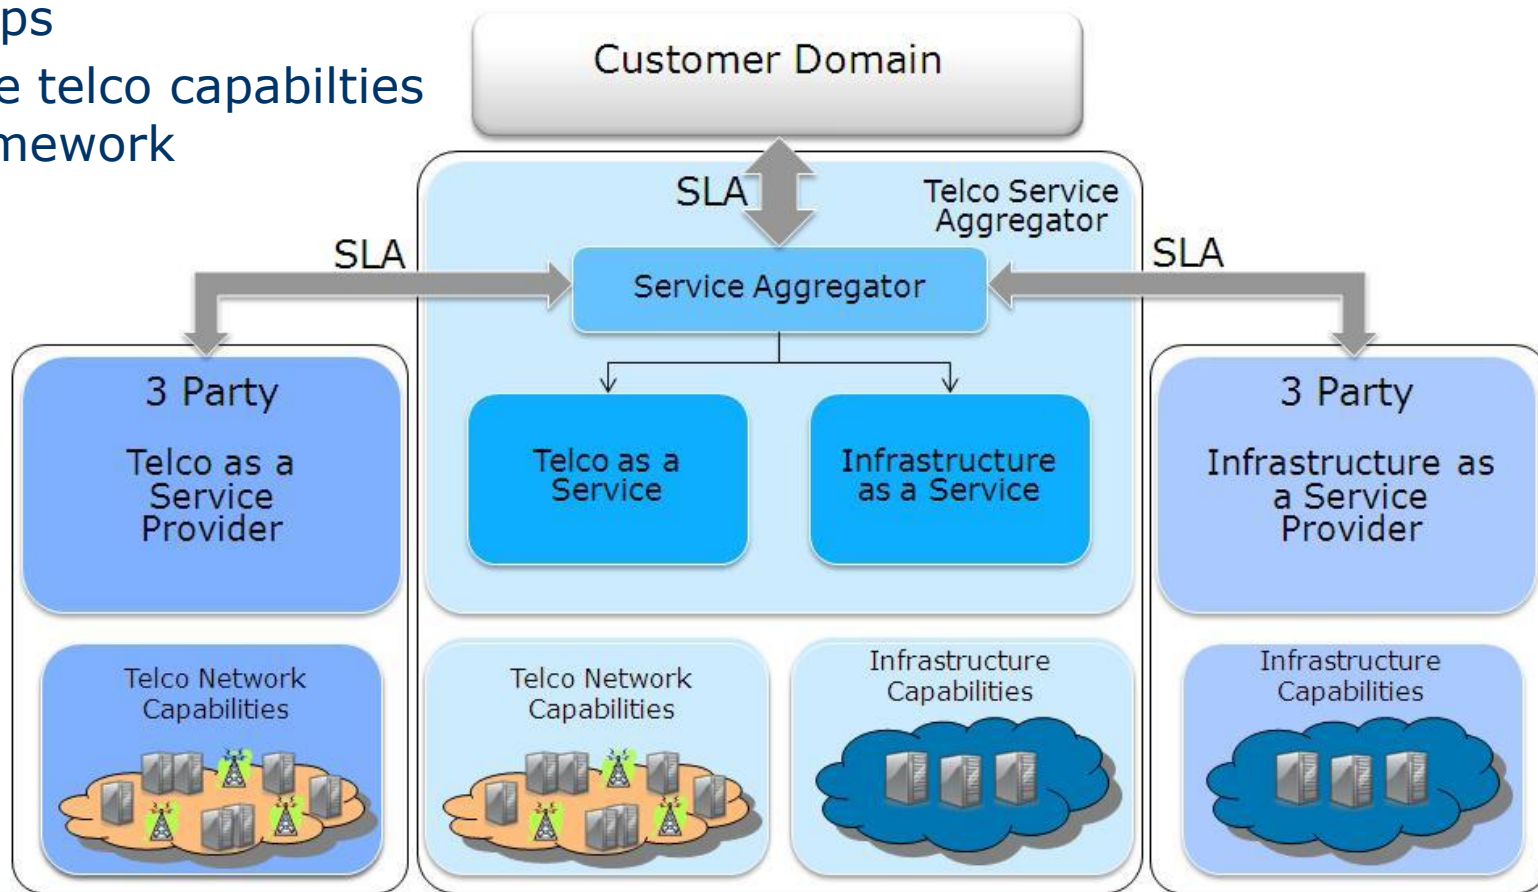 ps
e telco capabilties
mework
Customer Domain
SLA
Telco Service
Aggregator
SLA
SLA
Service Aggregator
3 Party
Telco as a
Service
Provider
Telco as a
Service
Infrastructure
as a Service
3 Party
Infrastructure as
a Service
Provider
Telco Network
Capabilities
Telco Network
Capabilities
Infrastructure
Capabilities
Infrastructure
Capabilities